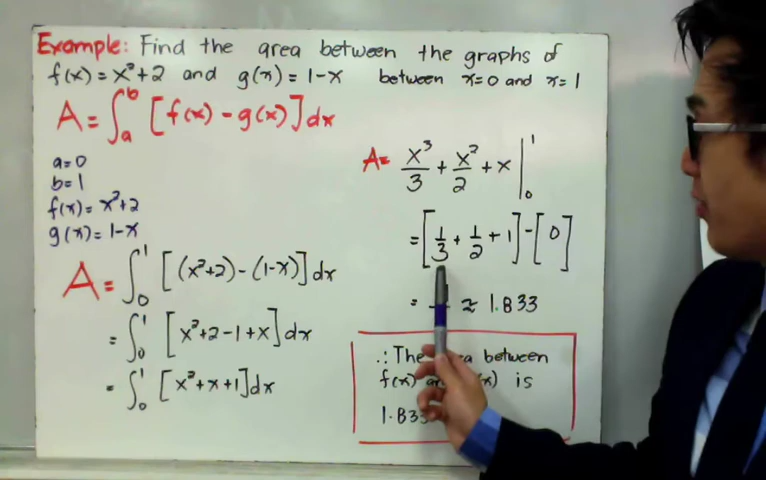 Example: Find the area between the graphs of
f(x) = x²+2 and g(x) = 1-x between x=0 and x=1
A = ∫ₐᵇ [f(x) - g(x)] dx
a=0
b=1
f(x) = x²+2
g(x) = 1-x
A = ∫₀¹ [(x²+2)-(1-x)] dx
= ∫₀¹ [x²+2-1+x] dx
= ∫₀¹ [x²+x+1] dx
A= x³/3 + x²/2 + x |₀¹
= [1/3 + 1/2 + 1] - [0]
= ≈ 1.833
∴ The area between
f(x) (x) is
1.833